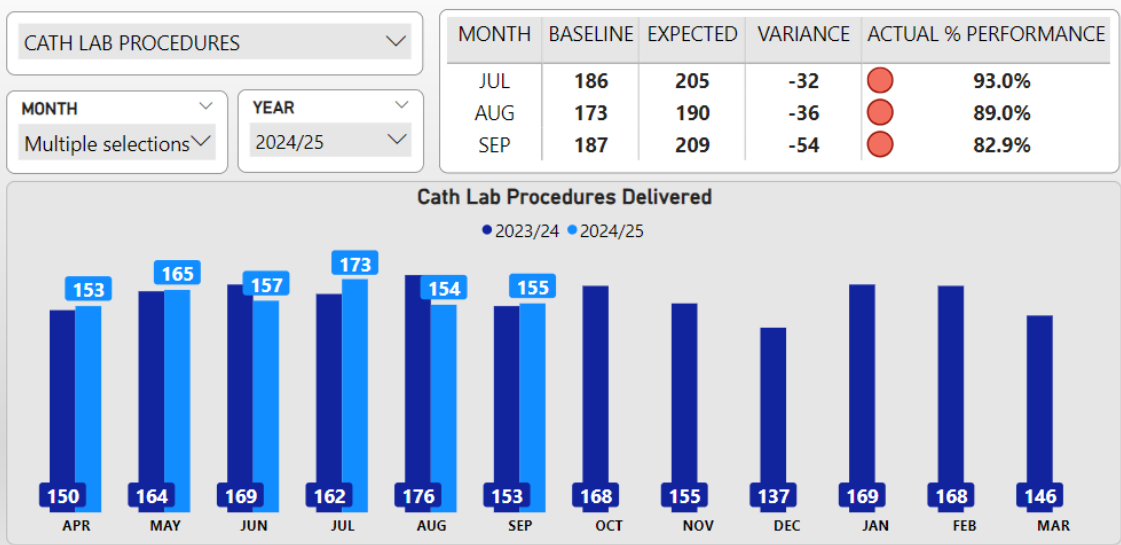 CATH LAB PROCEDURES
MONTH
Multiple selections
YEAR
2024/25
MONTH BASELINE EXPECTED VARIANCE ACTUAL % PERFORMANCE
JUL 186 205 -32 93.0%
AUG 173 190 -36 89.0%
SEP 187 209 -54 82.9%
Cath Lab Procedures Delivered
2023/24 2024/25
153 165 157 173 154 155
150 164 169 162 176 153 168 155 137 169 168 146
APR MAY JUN JUL AUG SEP OCT NOV DEC JAN FEB MAR